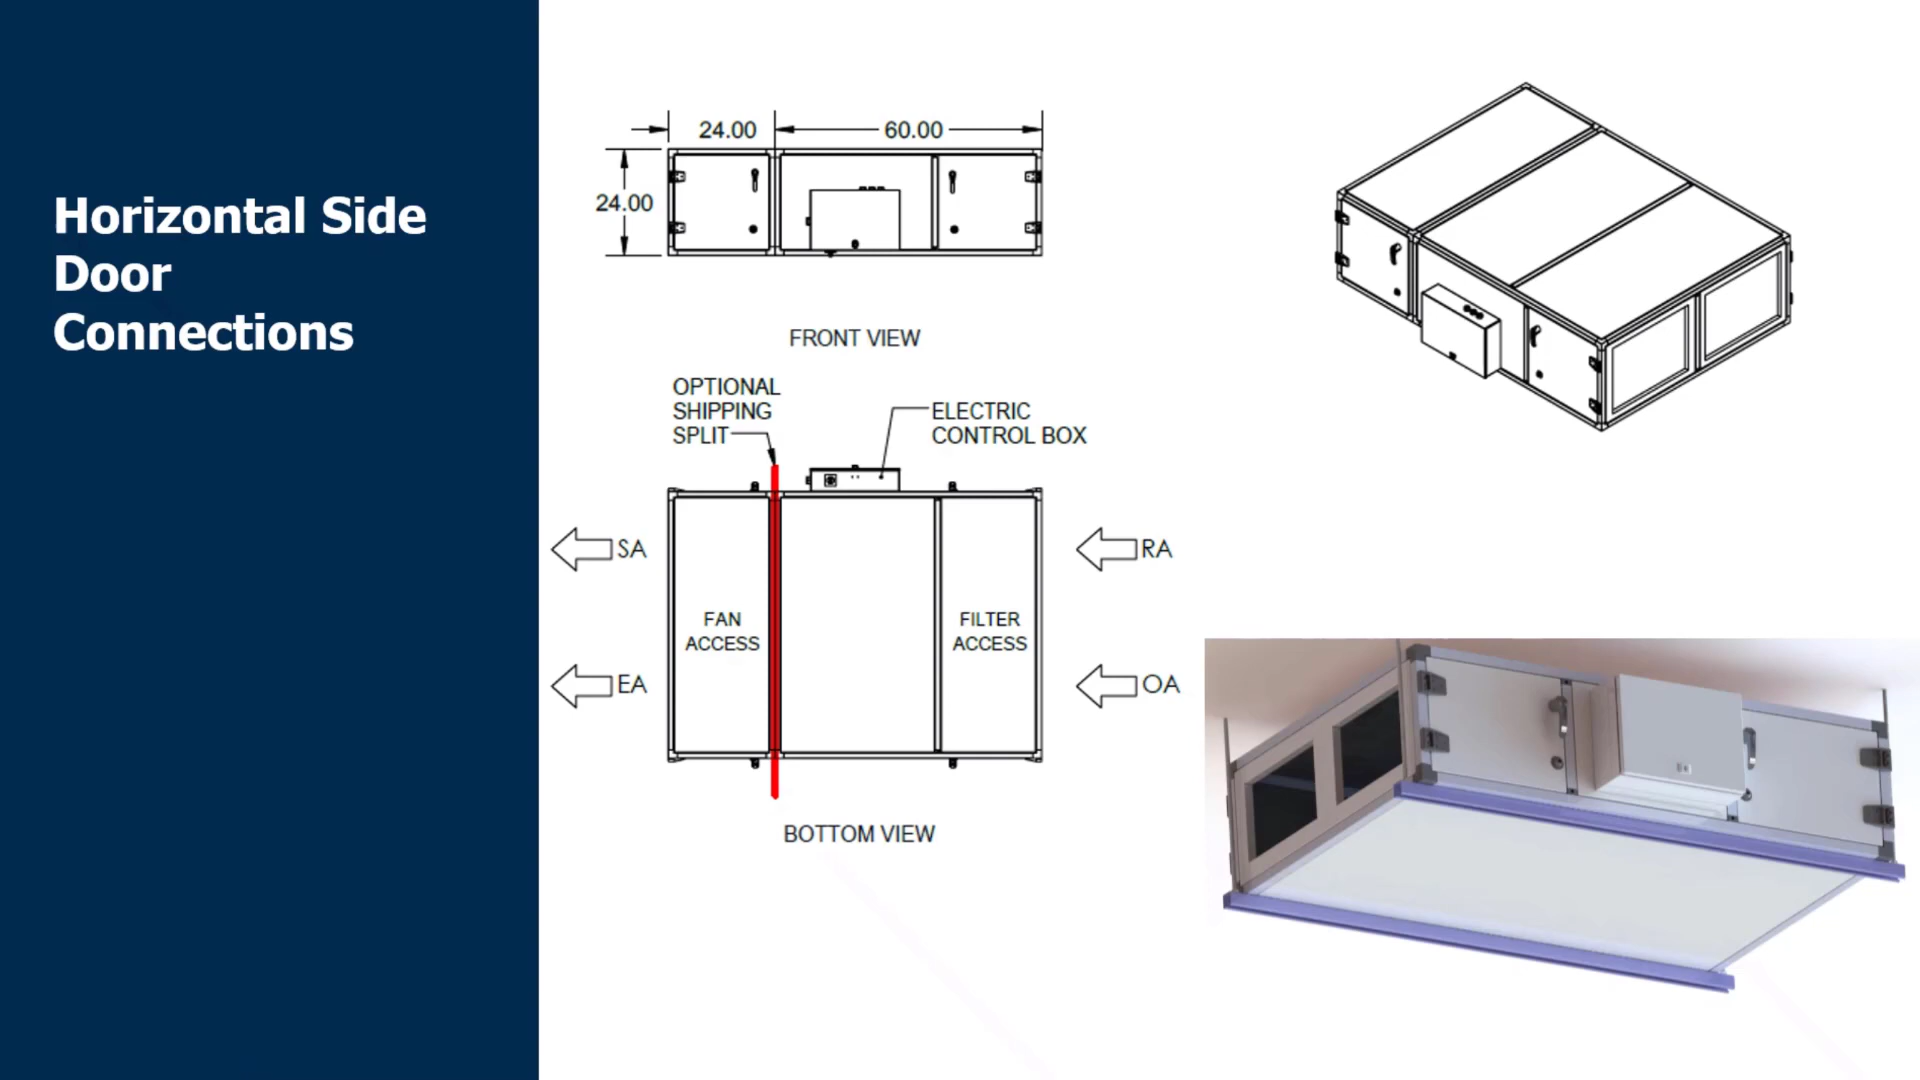 Horizontal Side
Door
Connections
24.00
60.00
24.00
FRONT VIEW
OPTIONAL
SHIPPING
SPLIT
ELECTRIC
CONTROL BOX
SA
RA
FAN
ACCESS
FILTER
ACCESS
EA
OA
BOTTOM VIEW